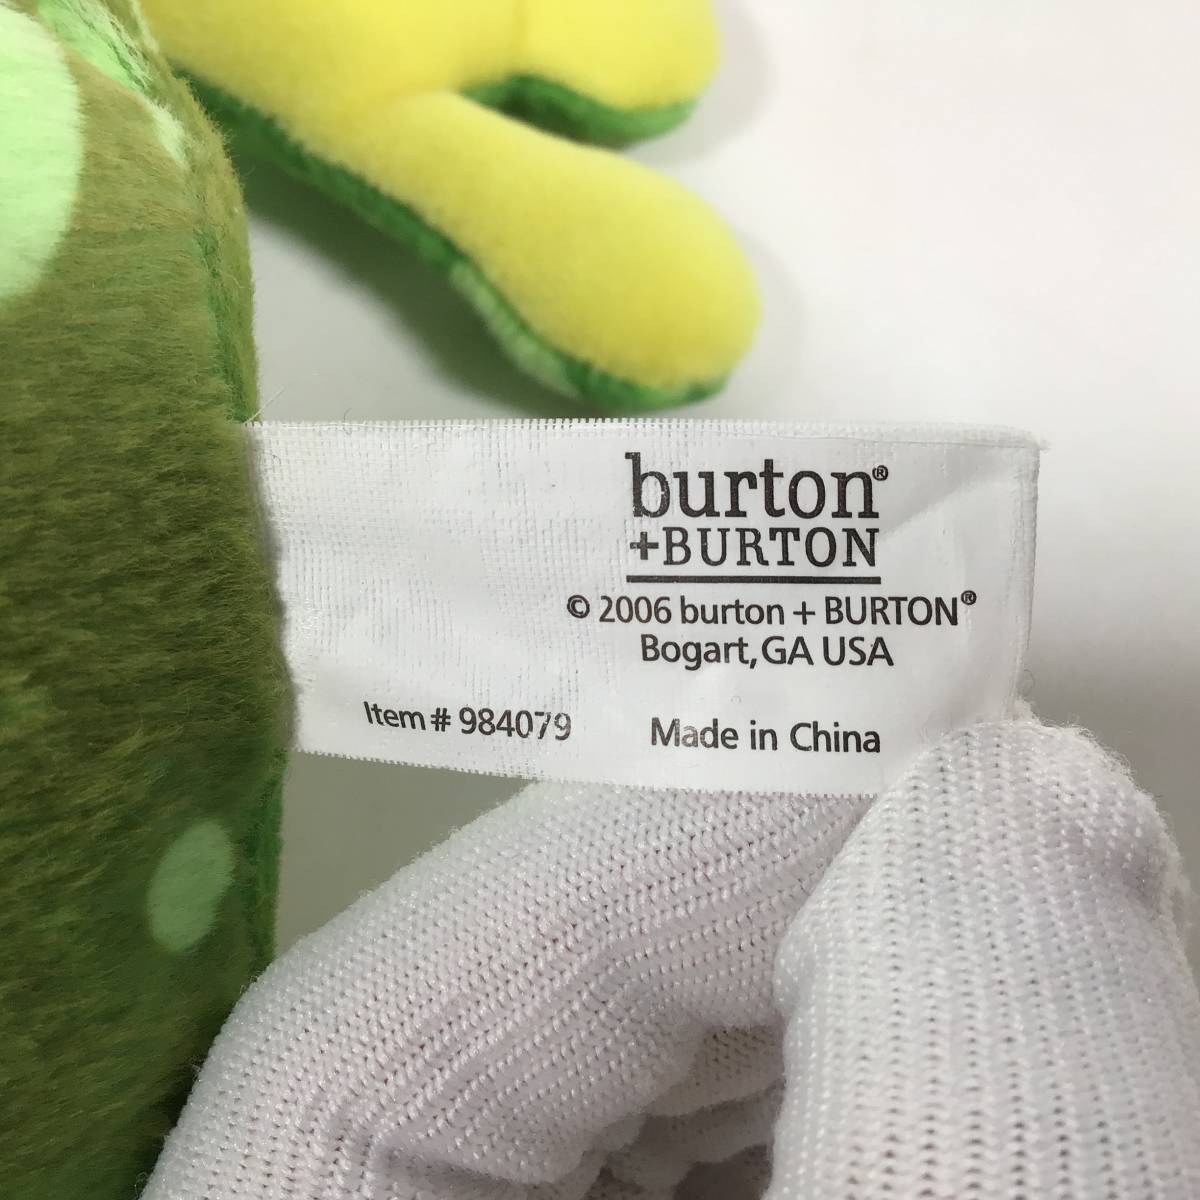 burton®
+BURTON
© 2006 burton + BURTON®
Bogart, GA USA
Item # 984079
Made in China